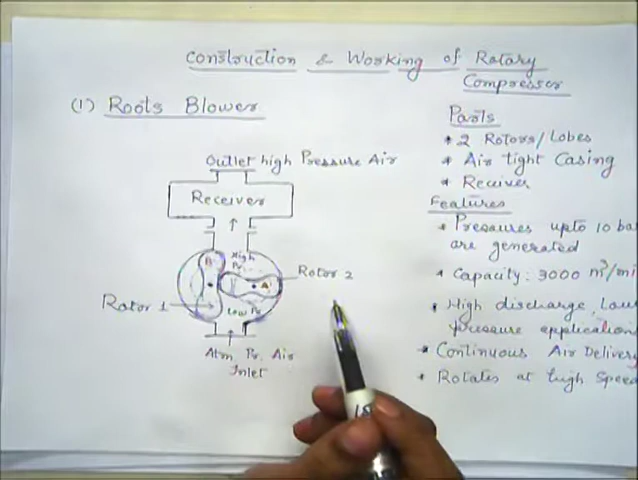 Construction & Working of Rotary
Compressor
(1) Roots Blower
Outlet high Pressure Air
Receiver
High
Pr.
B
A
Rotor 2
Rotor 1
Low Pr.
Atm Pr. Air
Inlet
Parts
* 2 Rotors/Lobes
* Air tight Casing
* Receiver
Features
* Pressures upto 10 ba
are generated
* Capacity: 3000 m³/mi
* High discharge, Low
pressure applications
* Continuous Air Delivery
* Rotates at high Speed